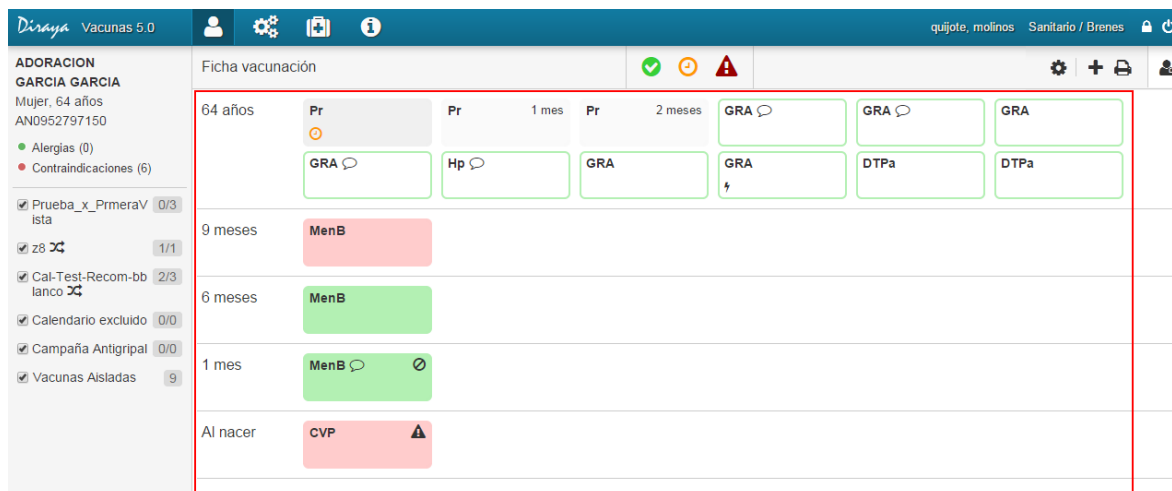 Diraya Vacunas 5.0
quijote, molinos Sanitario / Brenes
ADORACION
GARCIA GARCIA
Mujer, 64 años
AN0952797150
Alergias (0)
Contraindicaciones (6)
Prueba_x_PrmeraV 0/3
ista
z8 1/1
Cal-Test-Recom-bb 2/3
lanco
Calendario excluido 0/0
Campaña Antigripal 0/0
Vacunas Aisladas 9
Ficha vacunación
64 años Pr Pr 1 mes Pr 2 meses GRA GRA GRA
GRA Hp GRA GRA DTPa DTPa
9 meses MenB
6 meses MenB
1 mes MenB
Al nacer CVP